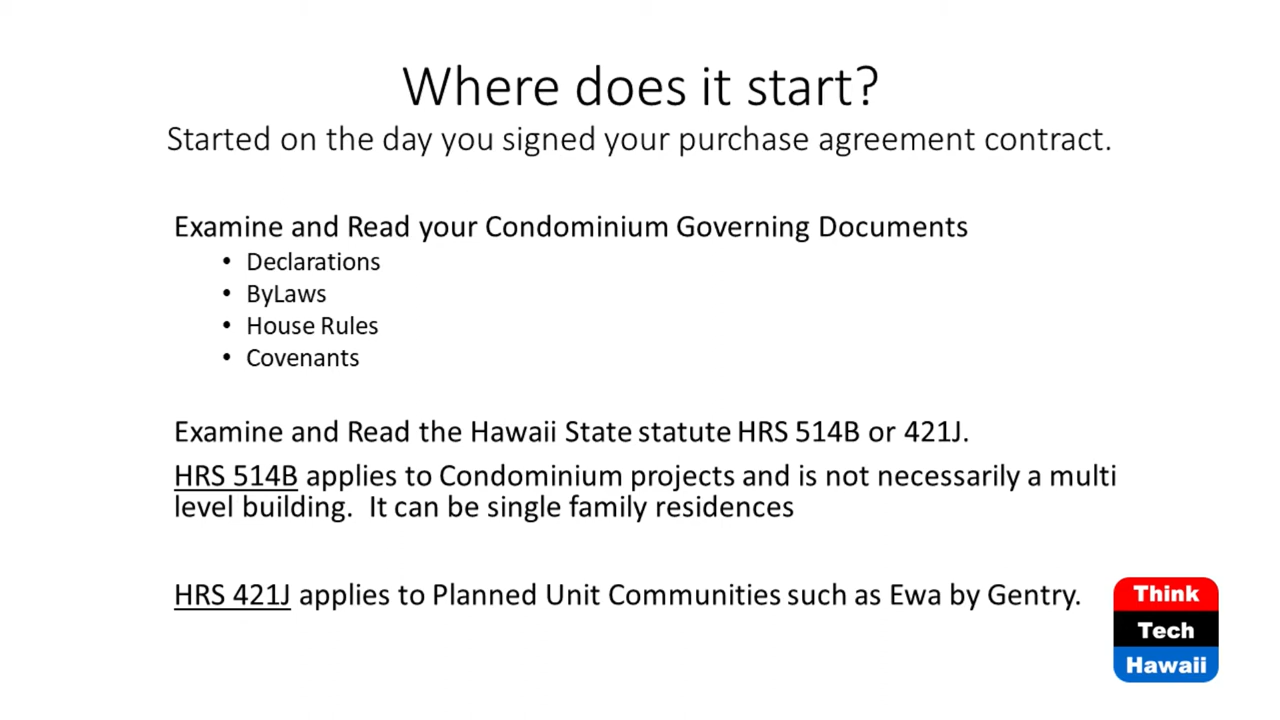 Where does it start?
Started on the day you signed your purchase agreement contract.
Examine and Read your Condominium Governing Documents
• Declarations
• ByLaws
• House Rules
• Covenants
Examine and Read the Hawaii State statute HRS 514B or 421J.
HRS 514B applies to Condominium projects and is not necessarily a multi
level building.  It can be single family residences
HRS 421J applies to Planned Unit Communities such as Ewa by Gentry.
Think
Tech
Hawaii